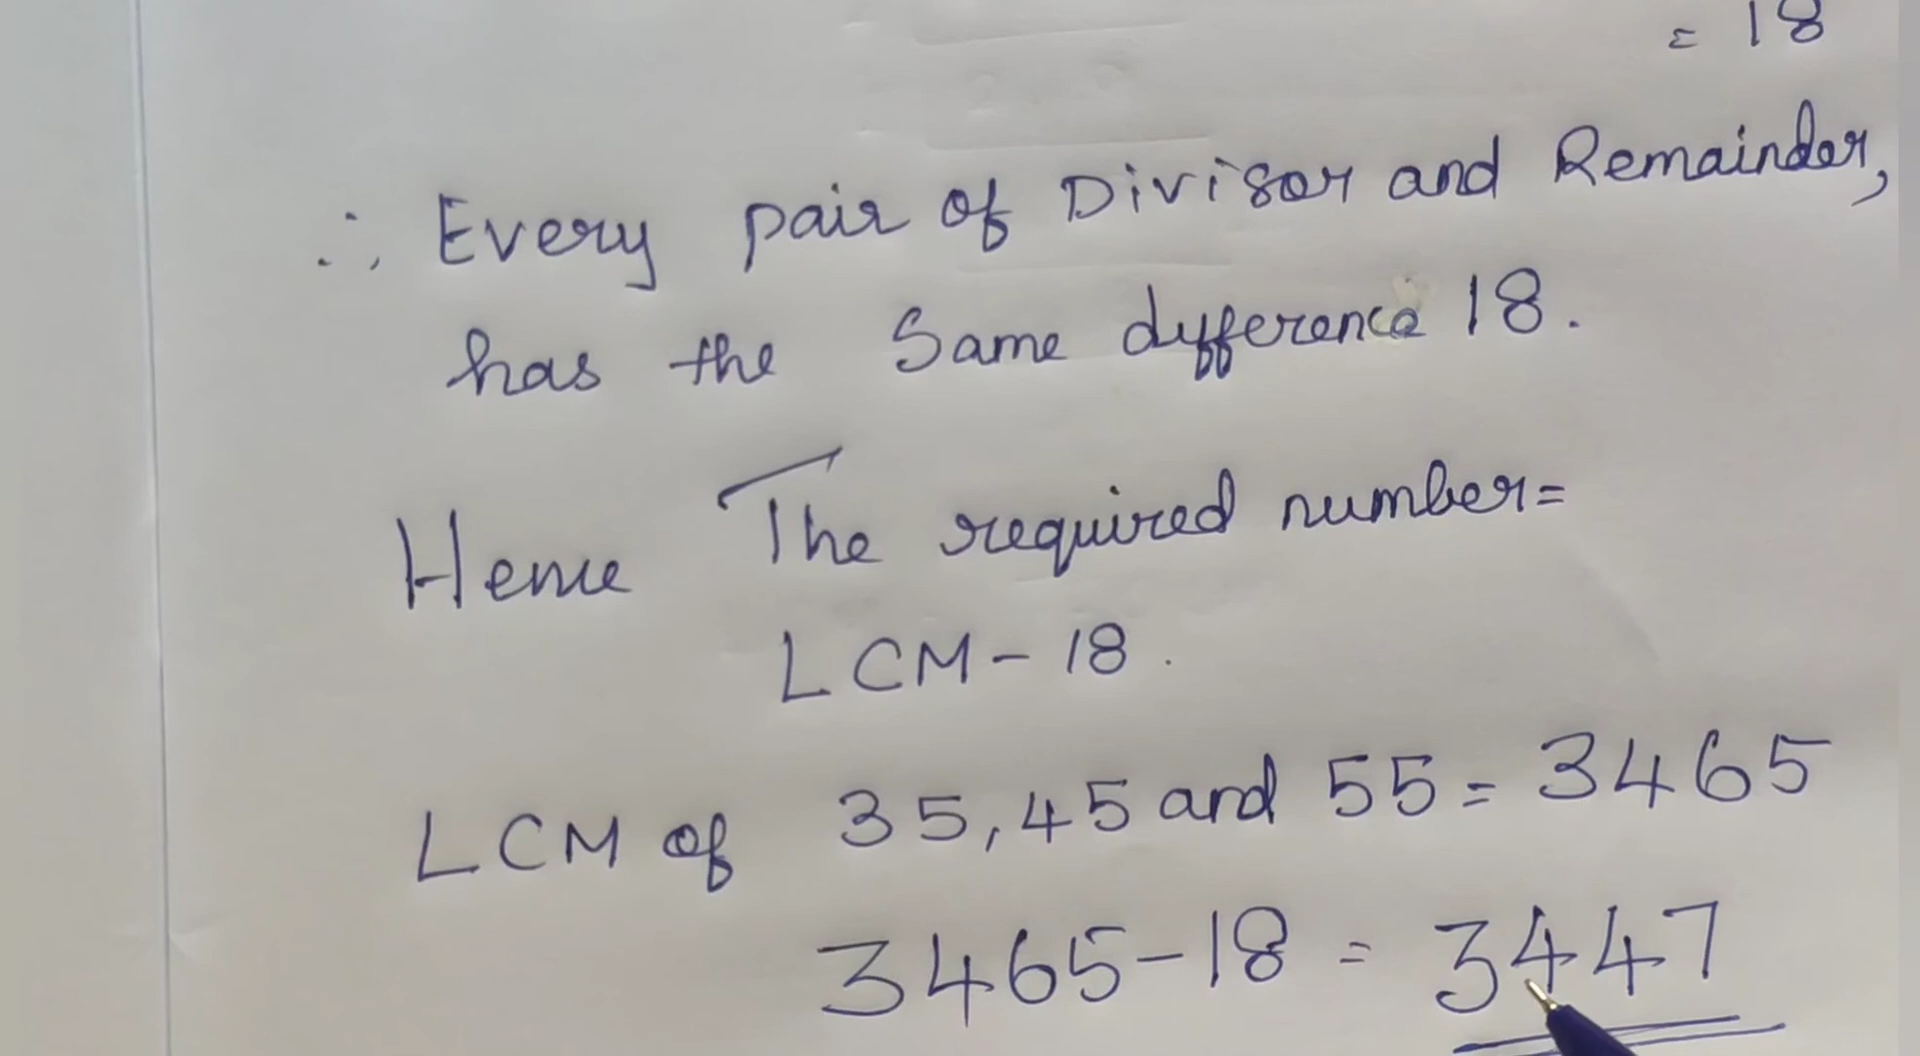 = 18
∴ Every pair of Divisor and Remainder,
has the Same difference 18.
Hence The required number=
LCM - 18.
LCM of 35, 45 and 55 = 3465
3465 - 18 = 3447